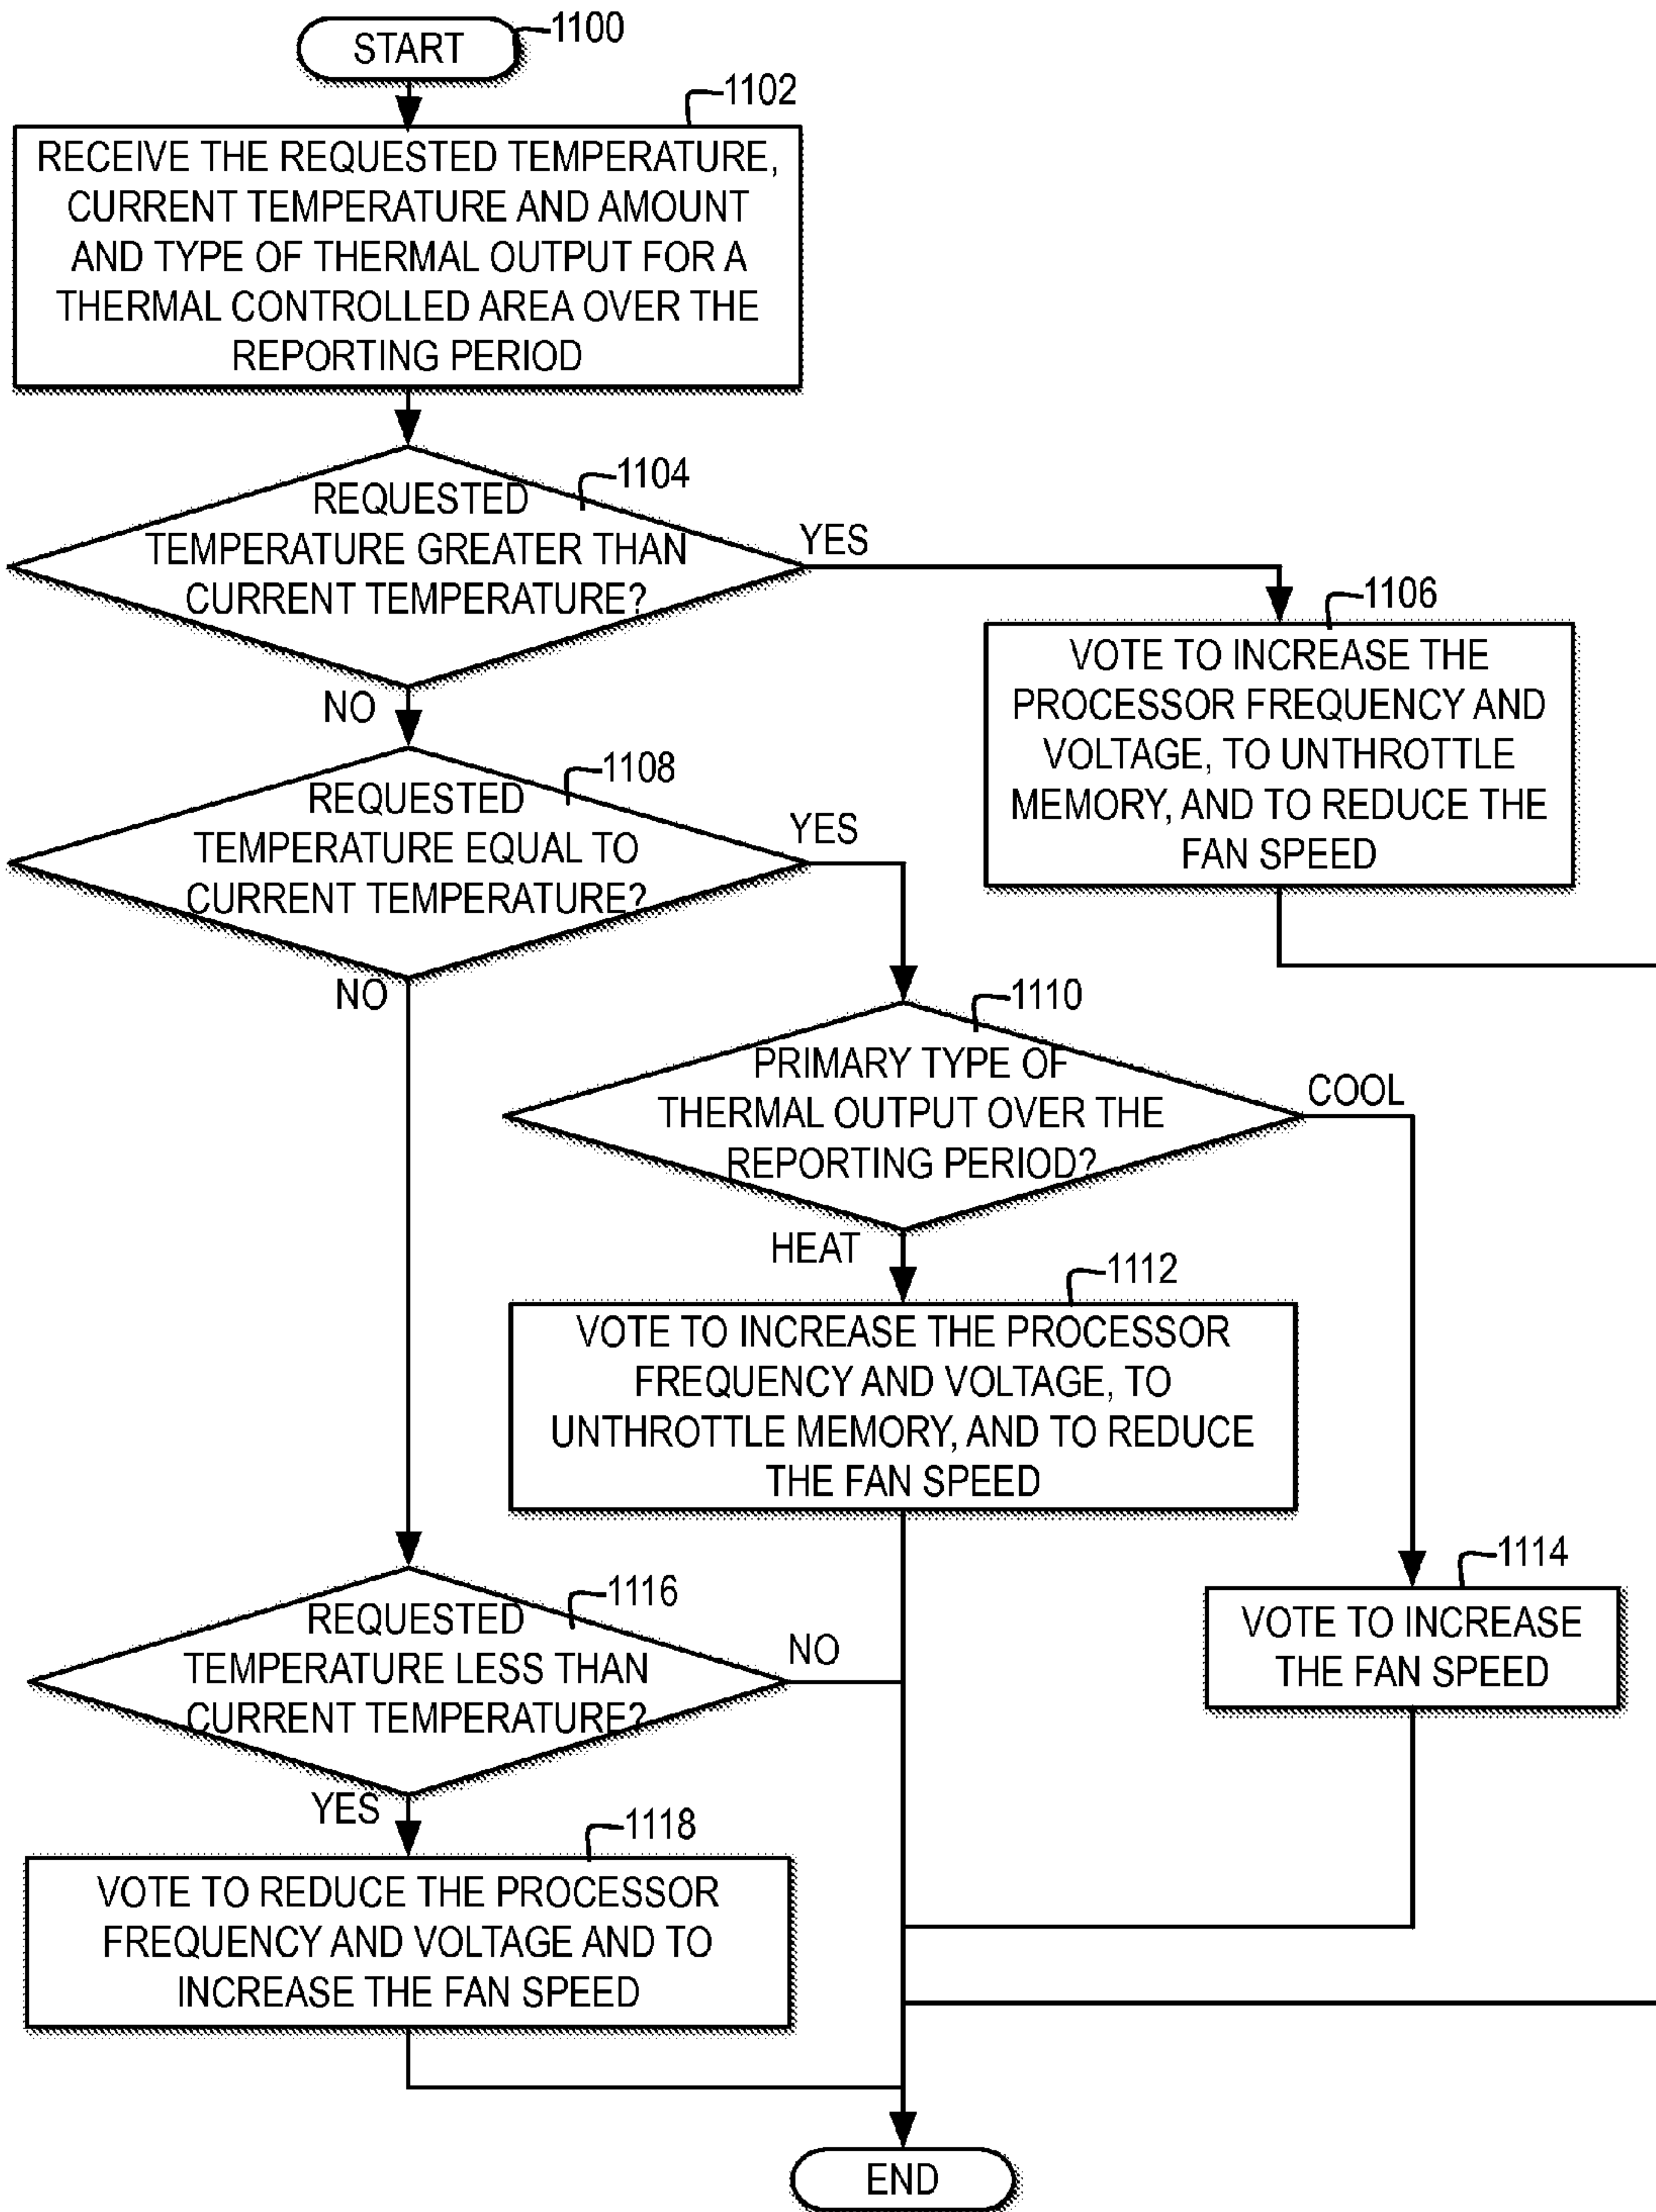 START
1100
1102
RECEIVE THE REQUESTED TEMPERATURE,
CURRENT TEMPERATURE AND AMOUNT
AND TYPE OF THERMAL OUTPUT FOR A
THERMAL CONTROLLED AREA OVER THE
REPORTING PERIOD
1104
REQUESTED
TEMPERATURE GREATER THAN
CURRENT TEMPERATURE?
YES
NO
1106
VOTE TO INCREASE THE
PROCESSOR FREQUENCY AND
VOLTAGE, TO UNTHROTTLE
MEMORY, AND TO REDUCE THE
FAN SPEED
1108
REQUESTED
TEMPERATURE EQUAL TO
CURRENT TEMPERATURE?
YES
NO
1110
PRIMARY TYPE OF
THERMAL OUTPUT OVER THE
REPORTING PERIOD?
COOL
HEAT
1112
VOTE TO INCREASE THE PROCESSOR
FREQUENCY AND VOLTAGE, TO
UNTHROTTLE MEMORY, AND TO REDUCE
THE FAN SPEED
1114
VOTE TO INCREASE
THE FAN SPEED
1116
REQUESTED
TEMPERATURE LESS THAN
CURRENT TEMPERATURE?
NO
YES
1118
VOTE TO REDUCE THE PROCESSOR
FREQUENCY AND VOLTAGE AND TO
INCREASE THE FAN SPEED
END